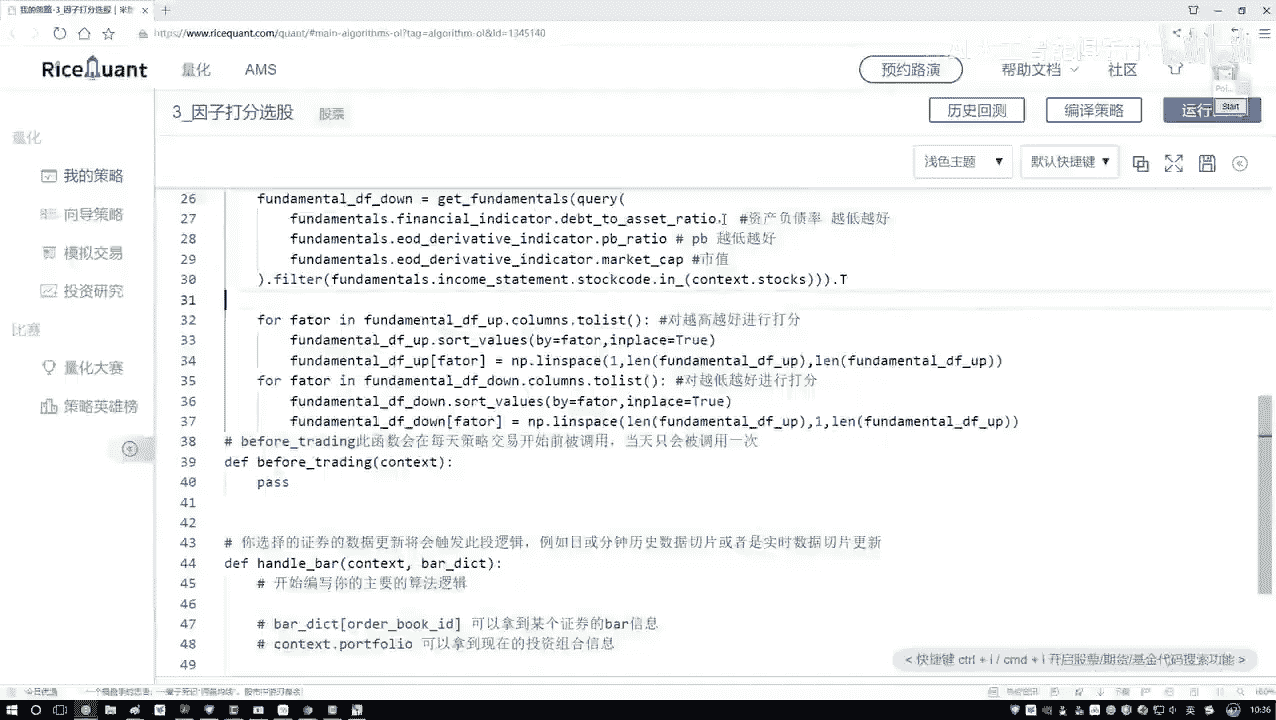 我的策略-3_因子打分选股 |
https://www.ricequant.com/quant/#main-algorithms-ol?tag=algorithm-ol&id=1345140
RiceQuant 量化 AMS 预约路演 帮助文档 社区
3_因子打分选股 股票 历史回测 编译策略 运行
Start
量化
浅色主题 默认快捷键
我的策略
向导策略
模拟交易
投资研究
比赛
量化大赛
策略英雄榜
26 fundamental_df_down = get_fundamentals(query(
27 fundamentals.financial_indicator.debt_to_asset_ratio, #资产负债率 越低越好
28 fundamentals.eod_derivative_indicator.pb_ratio # pb 越低越好
29 fundamentals.eod_derivative_indicator.market_cap #市值
30 ).filter(fundamentals.income_statement.stockcode.in_(context.stocks))).T
31
32 for fator in fundamental_df_up.columns.tolist(): #对越高越好进行打分
33 fundamental_df_up.sort_values(by=fator,inplace=True)
34 fundamental_df_up[fator] = np.linspace(1,len(fundamental_df_up),len(fundamental_df_up))
35 for fator in fundamental_df_down.columns.tolist(): #对越低越好进行打分
36 fundamental_df_down.sort_values(by=fator,inplace=True)
37 fundamental_df_down[fator] = np.linspace(len(fundamental_df_up),1,len(fundamental_df_up))
38 # before_trading此函数会在每天策略交易开始前被调用，当天只会被调用一次
39 def before_trading(context):
40 pass
41
42
43 # 你选择的证券的数据更新将会触发此段逻辑，例如日或分钟历史数据切片或者是实时数据切片更新
44 def handle_bar(context, bar_dict):
45 # 开始编写你的主要的算法逻辑
46
47 # bar_dict[order_book_id] 可以拿到某个证券的bar信息
48 # context.portfolio 可以拿到现在的投资组合信息
49
< 快捷键 ctrl + i / cmd + i 开启股票/期货/基金代码搜索功能 >
今日优选
英 10:36